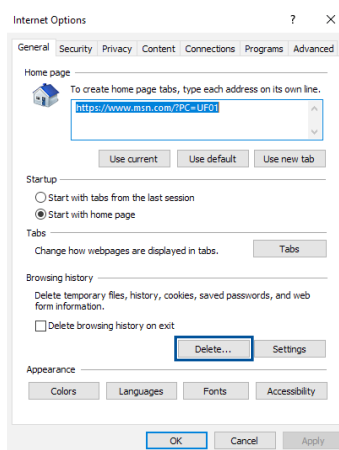 Internet Options ? ×
General Security Privacy Content Connections Programs Advanced
Home page
To create home page tabs, type each address on its own line.
https://www.msn.com/?PC=UF01
Use current Use default Use new tab
Startup
Start with tabs from the last session
Start with home page
Tabs
Change how webpages are displayed in tabs. Tabs
Browsing history
Delete temporary files, history, cookies, saved passwords, and web
form information.
Delete browsing history on exit
Delete... Settings
Appearance
Colors Languages Fonts Accessibility
OK Cancel Apply